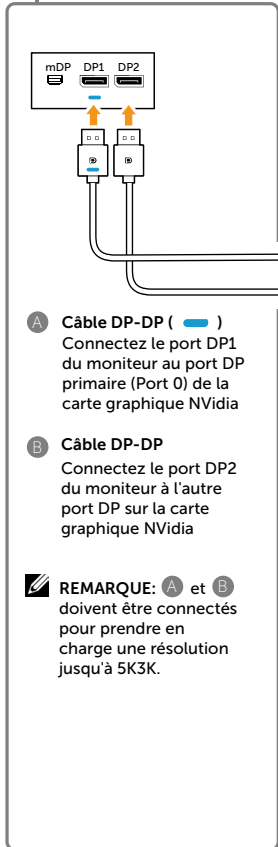 mDP DP1 DP2
A Câble DP-DP ( )
Connectez le port DP1
du moniteur au port DP
primaire (Port 0) de la
carte graphique NVidia
B Câble DP-DP
Connectez le port DP2
du moniteur à l'autre
port DP sur la carte
graphique NVidia
REMARQUE: A et B
doivent être connectés
pour prendre en
charge une résolution
jusqu'à 5K3K.